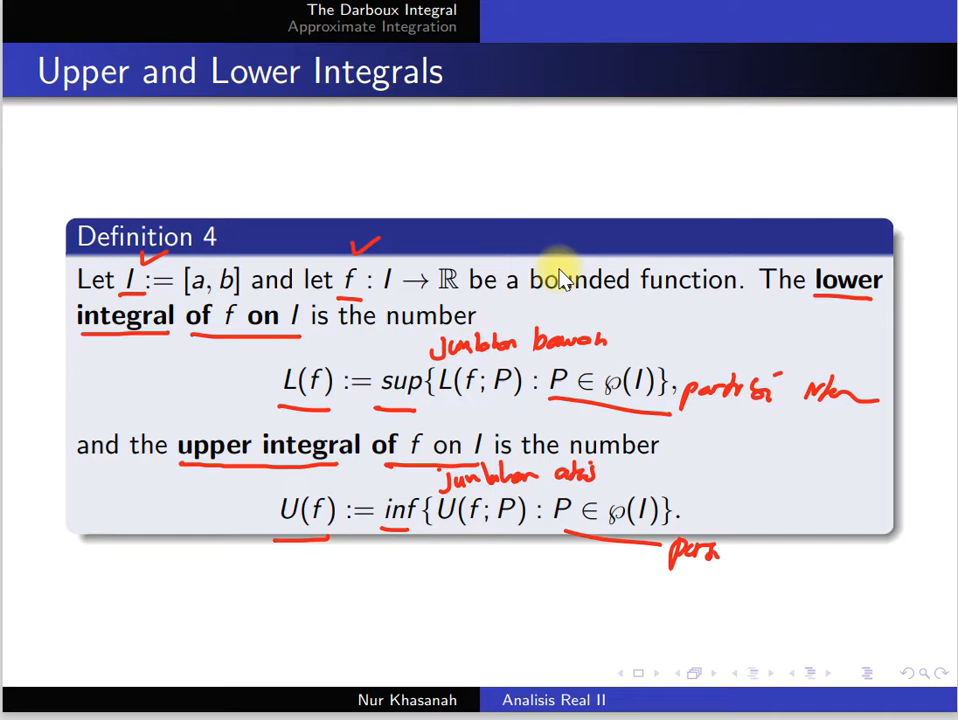 The Darboux Integral
Approximate Integration
Upper and Lower Integrals
Definition 4
Let I := [a, b] and let f : I → ℝ be a bounded function. The lower
integral of f on I is the number
jumlahan bawah
L(f) := sup{L(f; P) : P ∈ ℘(I)}, partisi
and the upper integral of f on I is the number
jumlahan atas
U(f) := inf{U(f; P) : P ∈ ℘(I)}.
Nur Khasanah
Analisis Real II